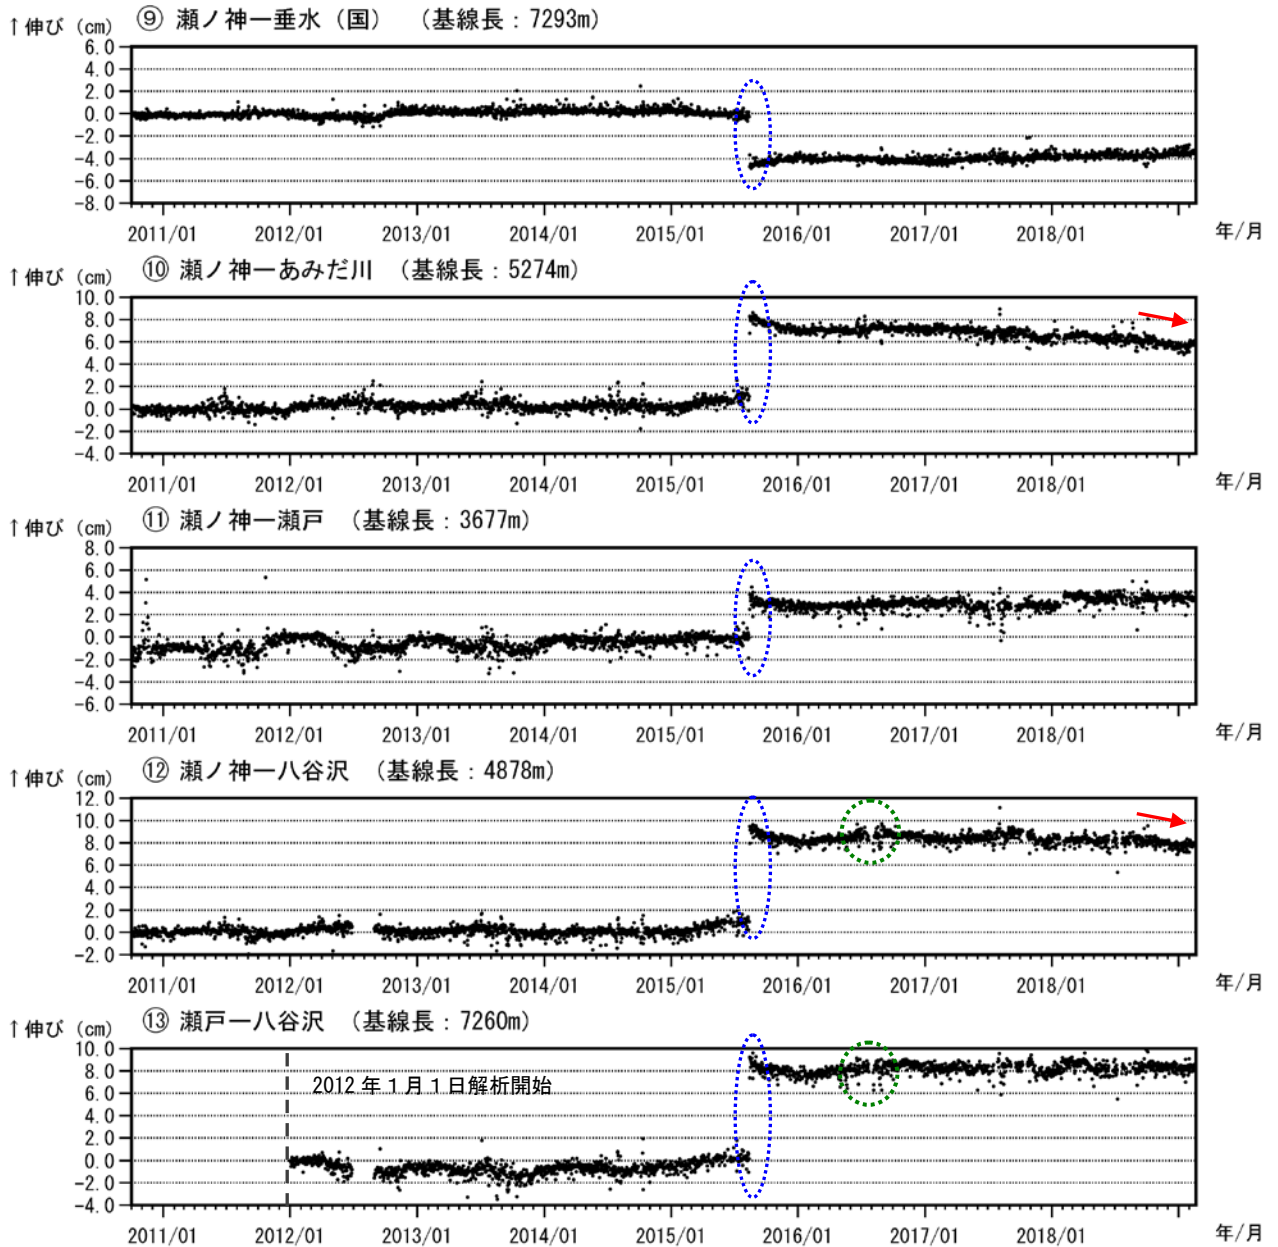 ⑨ 瀬ノ神ー垂水（国） （基線長：7293m）
↑伸び（cm）
6.0
4.0
2.0
0.0
-2.0
-4.0
-6.0
-8.0
2011/01 2012/01 2013/01 2014/01 2015/01 2016/01 2017/01 2018/01 年/月
⑩ 瀬ノ神ーあみだ川 （基線長：5274m）
↑伸び（cm）
10.0
8.0
6.0
4.0
2.0
0.0
-2.0
-4.0
2011/01 2012/01 2013/01 2014/01 2015/01 2016/01 2017/01 2018/01 年/月
⑪ 瀬ノ神ー瀬戸 （基線長：3677m）
↑伸び（cm）
8.0
6.0
4.0
2.0
0.0
-2.0
-4.0
-6.0
2011/01 2012/01 2013/01 2014/01 2015/01 2016/01 2017/01 2018/01 年/月
⑫ 瀬ノ神ー八谷沢 （基線長：4878m）
↑伸び（cm）
12.0
10.0
8.0
6.0
4.0
2.0
0.0
-2.0
2011/01 2012/01 2013/01 2014/01 2015/01 2016/01 2017/01 2018/01 年/月
⑬ 瀬戸ー八谷沢 （基線長：7260m）
↑伸び（cm）
10.0
8.0
6.0
4.0
2.0
0.0
-2.0
-4.0
2012年1月1日解析開始
2011/01 2012/01 2013/01 2014/01 2015/01 2016/01 2017/01 2018/01 年/月